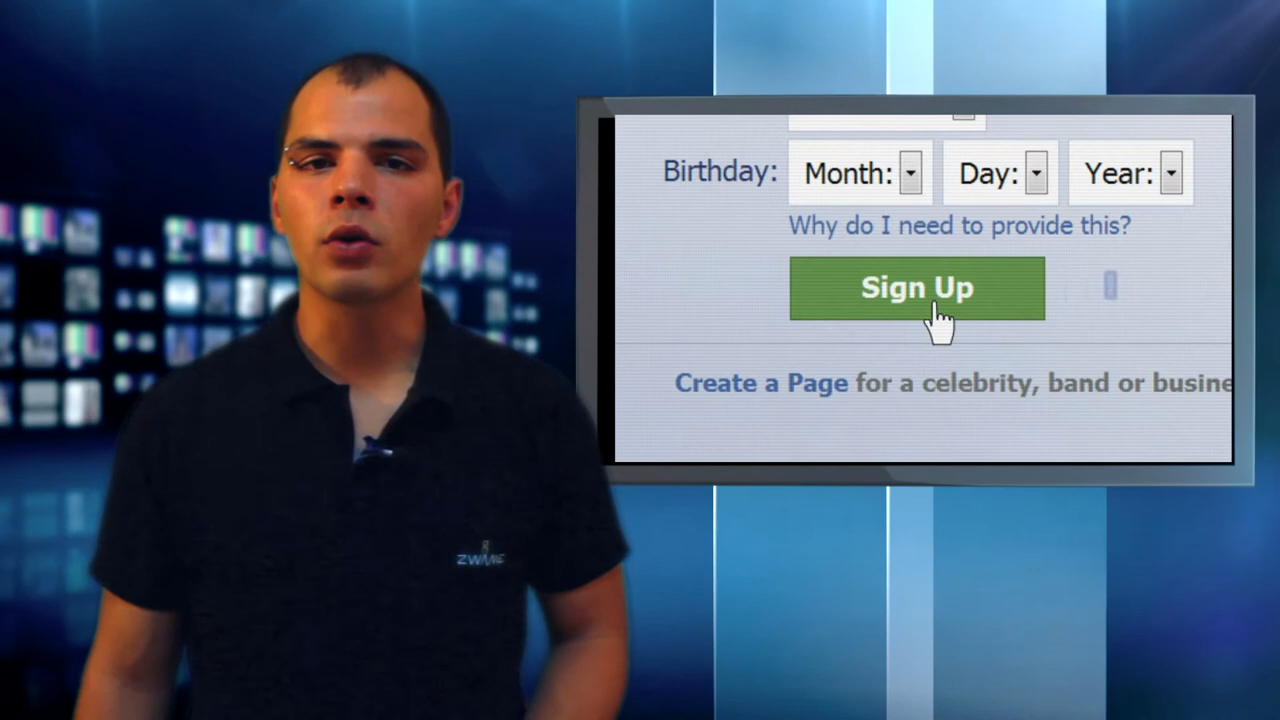 Birthday: Month: Day: Year:
Why do I need to provide this?
Sign Up
Create a Page for a celebrity, band or busine